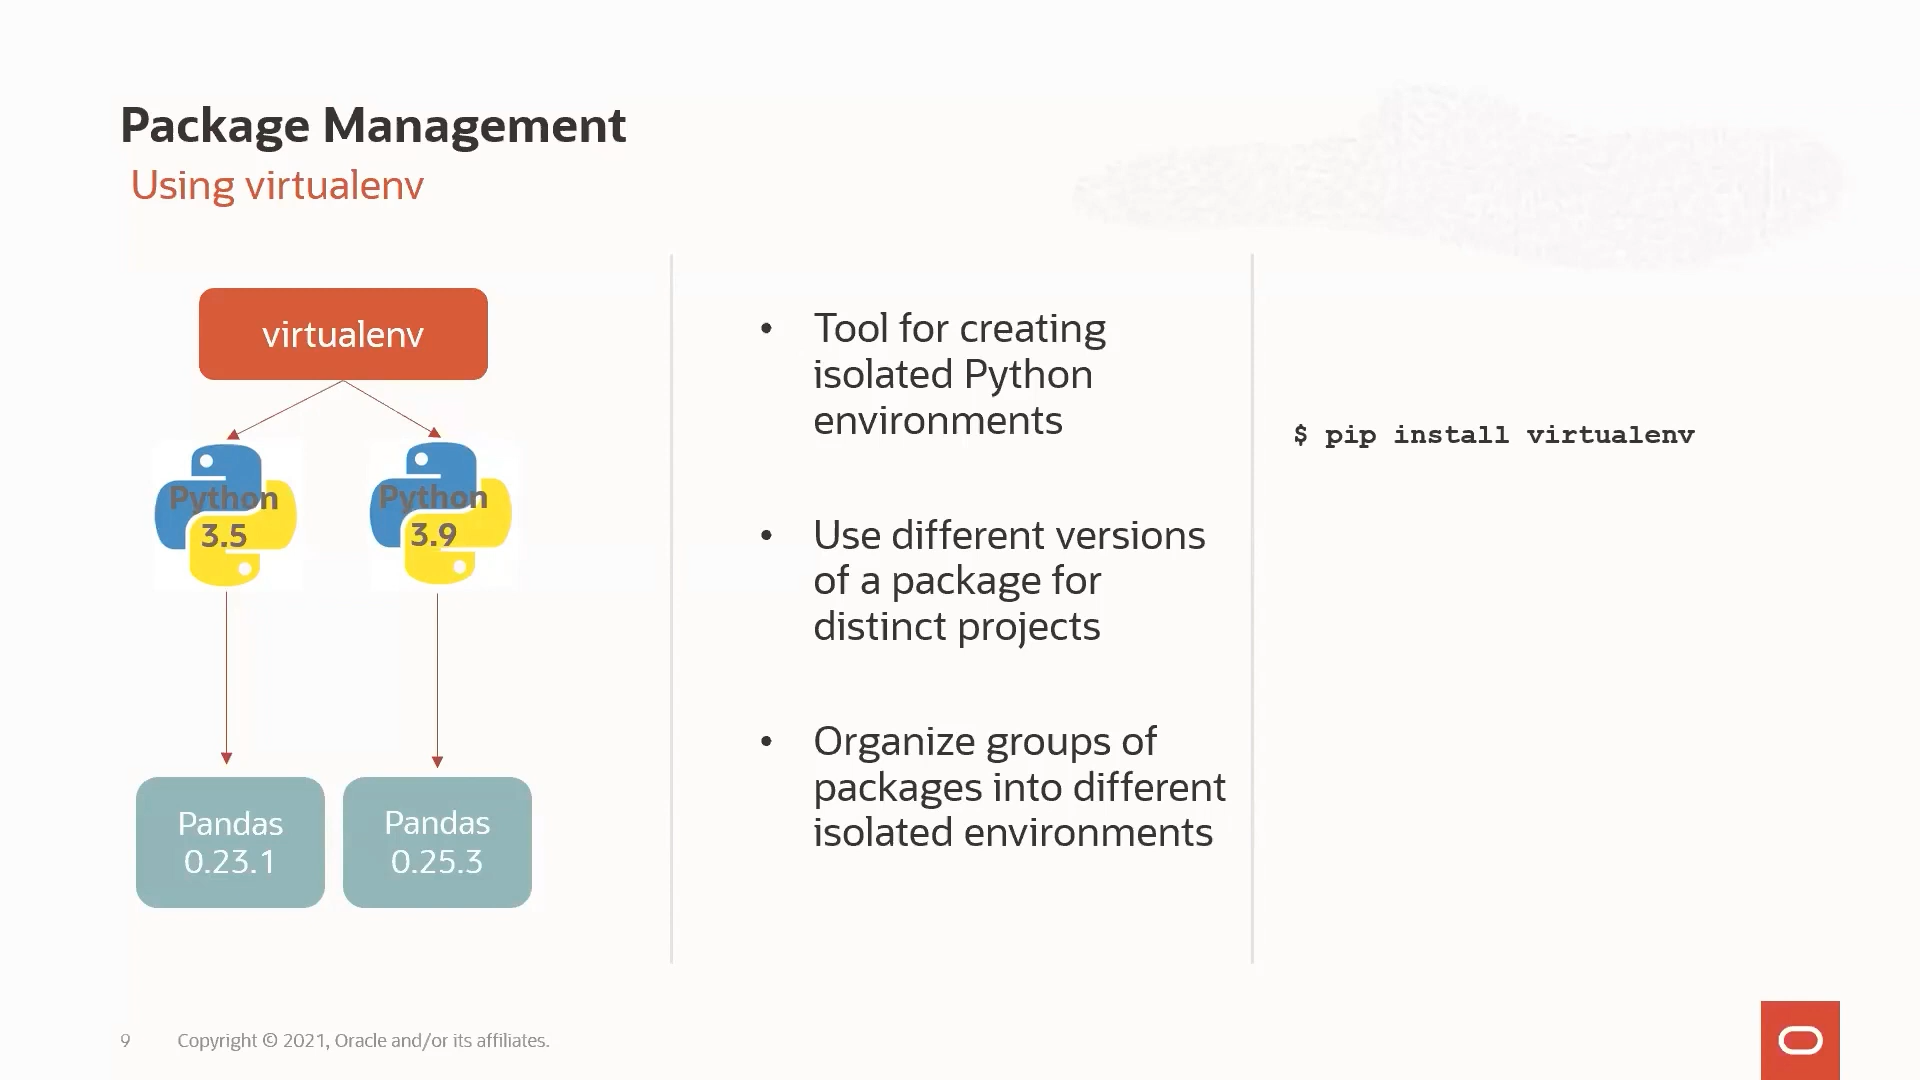 Package Management
Using virtualenv
virtualenv
Python
3.5
Python
3.9
Pandas
0.23.1
Pandas
0.25.3
• Tool for creating
isolated Python
environments
• Use different versions
of a package for
distinct projects
• Organize groups of
packages into different
isolated environments
$ pip install virtualenv
9 Copyright © 2021, Oracle and/or its affiliates.